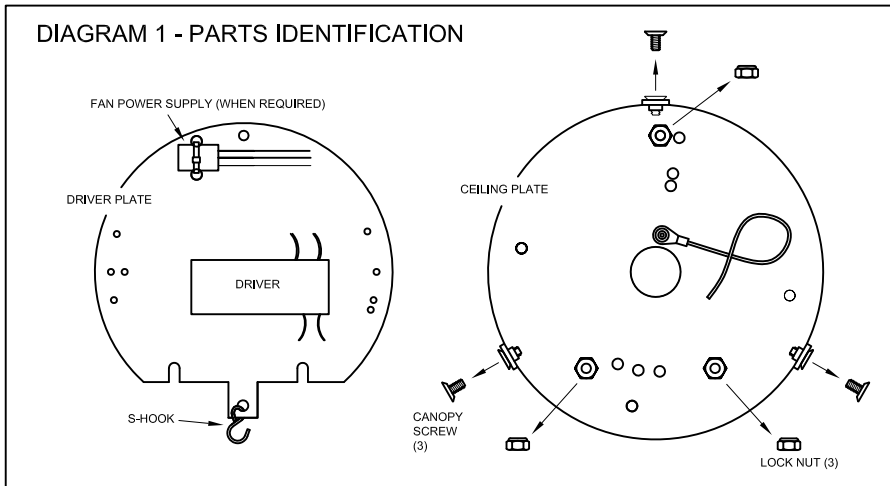 DIAGRAM 1 - PARTS IDENTIFICATION
FAN POWER SUPPLY (WHEN REQUIRED)
DRIVER PLATE
DRIVER
S-HOOK
CEILING PLATE
CANOPY
SCREW
(3)
LOCK NUT (3)